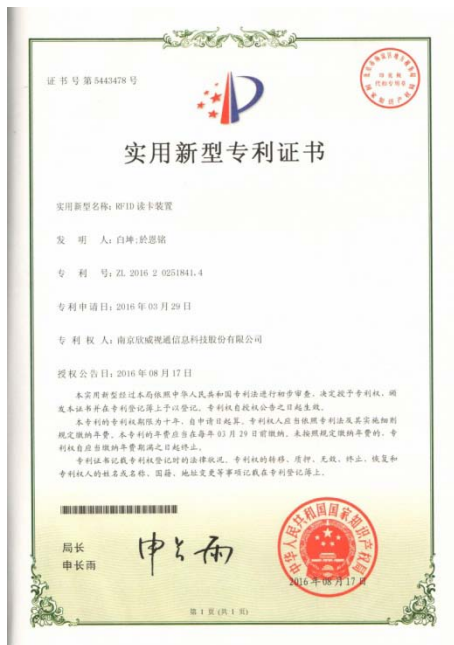 证书号第5443478号
实用新型专利证书
实用新型名称：RFID读卡装置
发 明 人：白坤;於恩铭
专 利 号：ZL 2016 2 0251841.4
专利申请日：2016年03月29日
专 利 权 人：南京欣威视通信息科技股份有限公司
授权公告日：2016年08月17日
本实用新型经过本局依照中华人民共和国专利法进行初步审查，决定授予专利权，颁
发本证书并在专利登记簿上予以登记。专利权自授权公告之日起生效。
本专利的专利权期限为十年，自申请日起算。专利权人应当依照专利法及其实施细则
规定缴纳年费。本专利的年费应当在每年03月29日前缴纳。未按照规定缴纳年费的，专
利权自应当缴纳年费期满之日起终止。
专利证书记载专利权登记时的法律状况。专利权的转移、质押、无效、终止、恢复和
专利权人的姓名或名称、国籍、地址变更等事项记载在专利登记簿上。
局长
申长雨
申长雨
中华人民共和国国家知识产权局
2016年08月17日
第 1 页 (共 1 页)